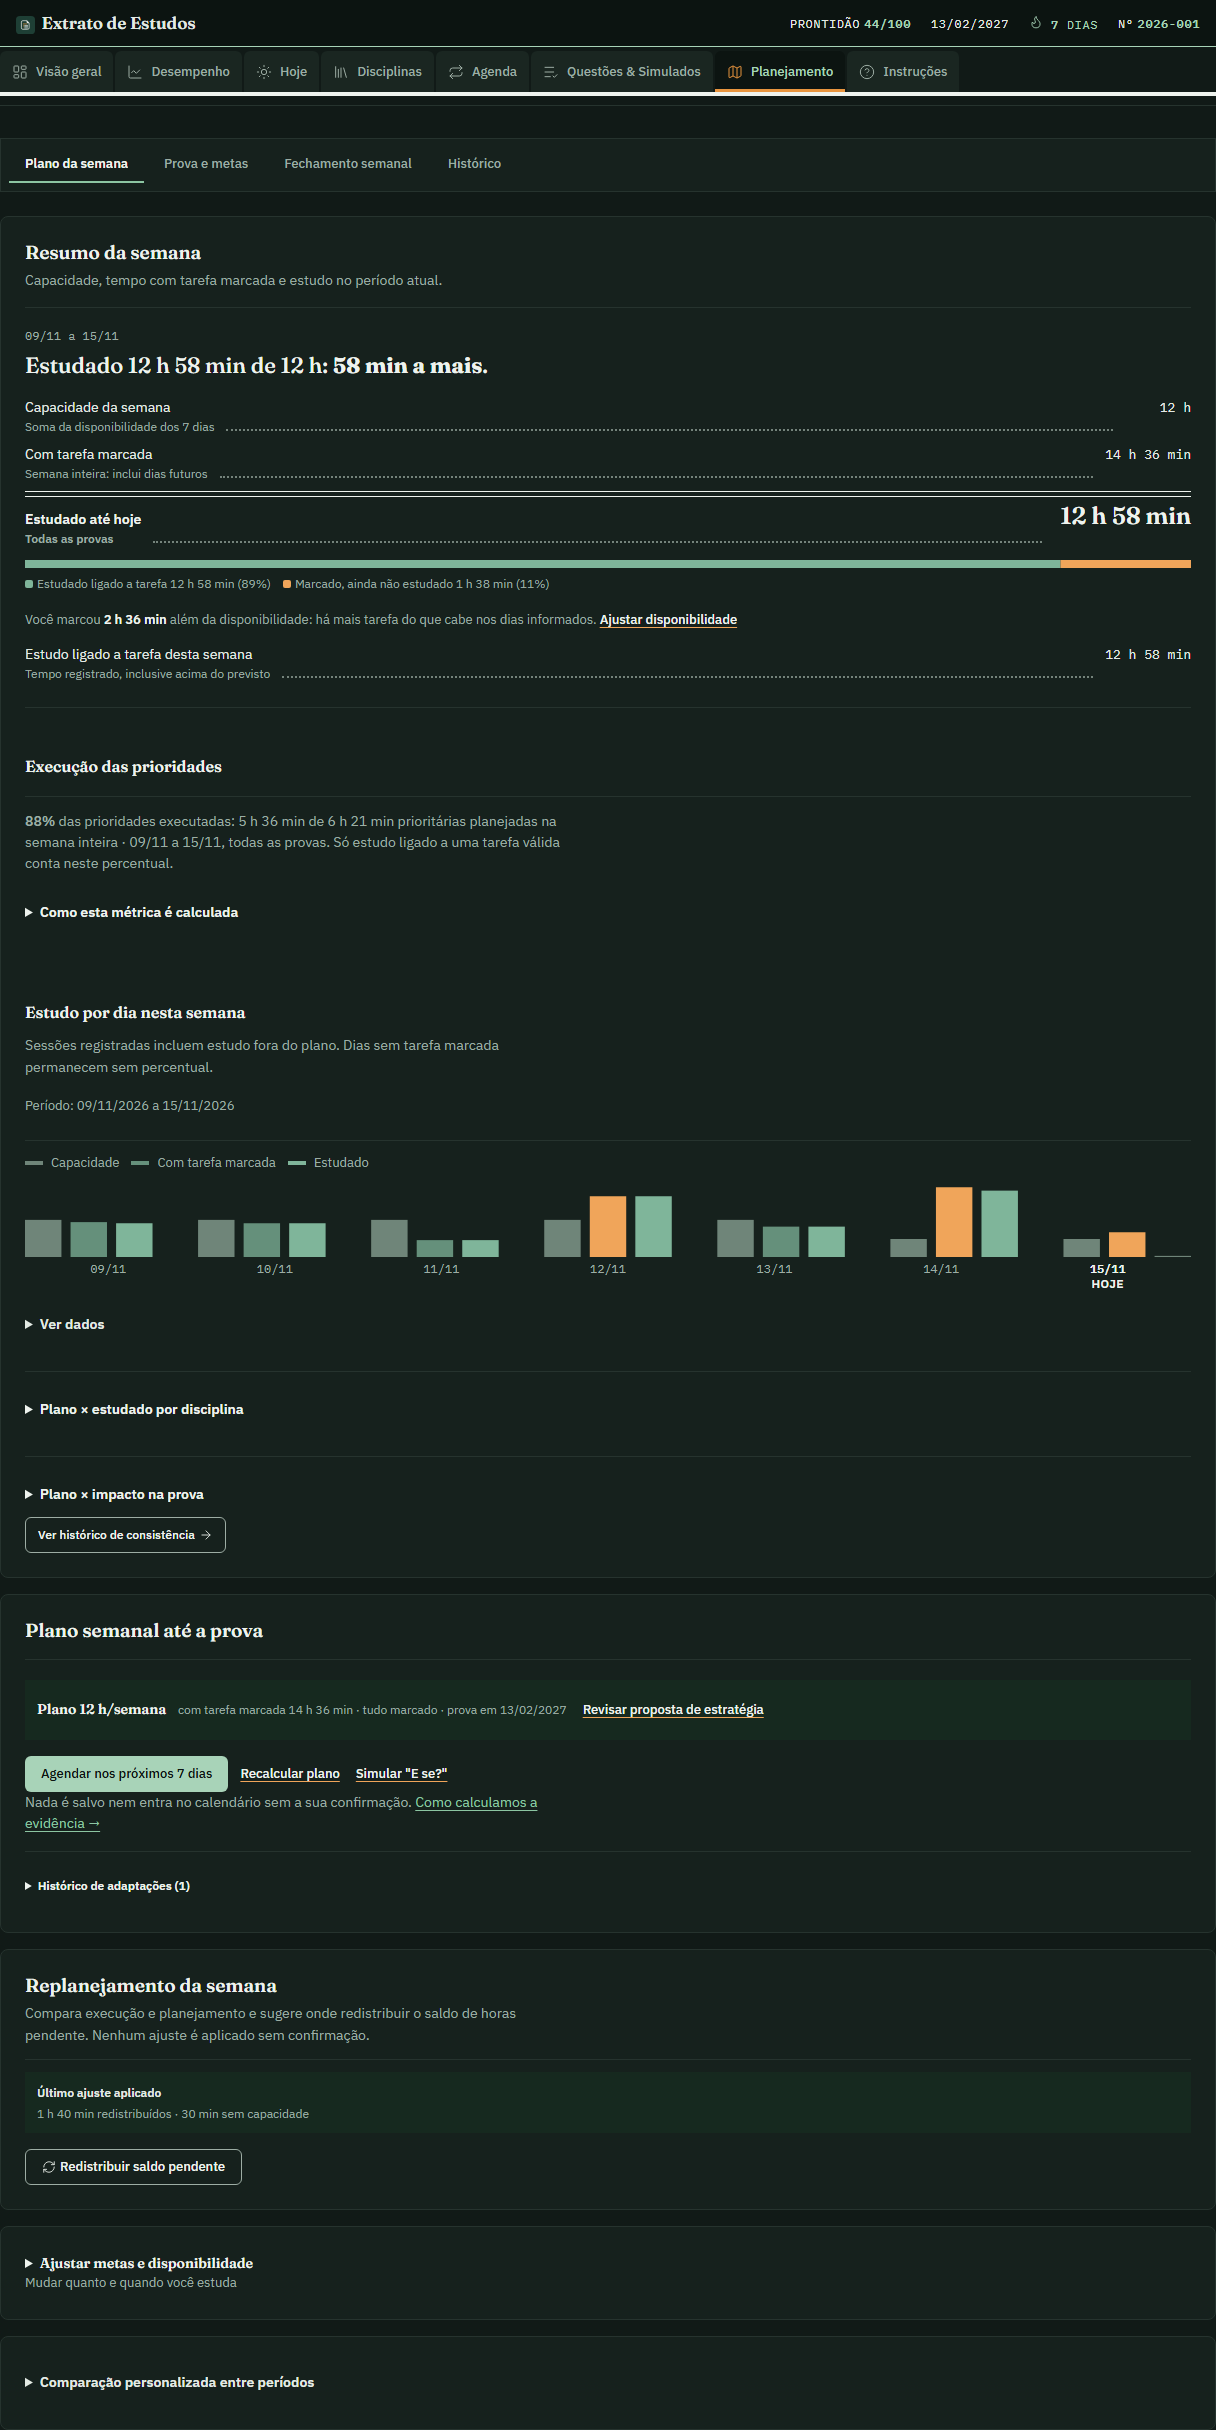 Extrato de Estudos
PRONTIDÃO 44/100 13/02/2027 7 DIAS Nº 2026-001
Visão geral Desempenho Hoje Disciplinas Agenda Questões & Simulados Planejamento Instruções
Plano da semana Prova e metas Fechamento semanal Histórico
Resumo da semana
Capacidade, tempo com tarefa marcada e estudo no período atual.
09/11 a 15/11
Estudado 12 h 58 min de 12 h: 58 min a mais.
Capacidade da semana 12 h
Soma da disponibilidade dos 7 dias
Com tarefa marcada 14 h 36 min
Semana inteira: inclui dias futuros
Estudado até hoje 12 h 58 min
Todas as provas
Estudado ligado a tarefa 12 h 58 min (89%) Marcado, ainda não estudado 1 h 38 min (11%)
Você marcou 2 h 36 min além da disponibilidade: há mais tarefa do que cabe nos dias informados. Ajustar disponibilidade
Estudo ligado a tarefa desta semana 12 h 58 min
Tempo registrado, inclusive acima do previsto
Execução das prioridades
88% das prioridades executadas: 5 h 36 min de 6 h 21 min prioritárias planejadas na
semana inteira · 09/11 a 15/11, todas as provas. Só estudo ligado a uma tarefa válida
conta neste percentual.
▶ Como esta métrica é calculada
Estudo por dia nesta semana
Sessões registradas incluem estudo fora do plano. Dias sem tarefa marcada
permanecem sem percentual.
Período: 09/11/2026 a 15/11/2026
Capacidade Com tarefa marcada Estudado
09/11 10/11 11/11 12/11 13/11 14/11 15/11
HOJE
▶ Ver dados
▶ Plano × estudado por disciplina
▶ Plano × impacto na prova
Ver histórico de consistência →
Plano semanal até a prova
Plano 12 h/semana com tarefa marcada 14 h 36 min · tudo marcado · prova em 13/02/2027 Revisar proposta de estratégia
Agendar nos próximos 7 dias Recalcular plano Simular "E se?"
Nada é salvo nem entra no calendário sem a sua confirmação. Como calculamos a
evidência →
▶ Histórico de adaptações (1)
Replanejamento da semana
Compara execução e planejamento e sugere onde redistribuir o saldo de horas
pendente. Nenhum ajuste é aplicado sem confirmação.
Último ajuste aplicado
1 h 40 min redistribuídos · 30 min sem capacidade
Redistribuir saldo pendente
▶ Ajustar metas e disponibilidade
Mudar quanto e quando você estuda
▶ Comparação personalizada entre períodos